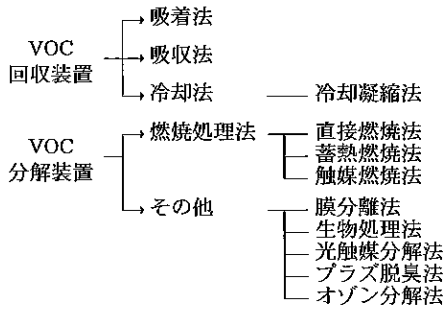 VOC
回収装置
吸着法
吸収法
冷却法 冷却凝縮法
VOC
分解装置
燃焼処理法 直接燃焼法
蓄熱燃焼法
触媒燃焼法
その他 膜分離法
生物処理法
光触媒分解法
プラズ脱臭法
オゾン分解法